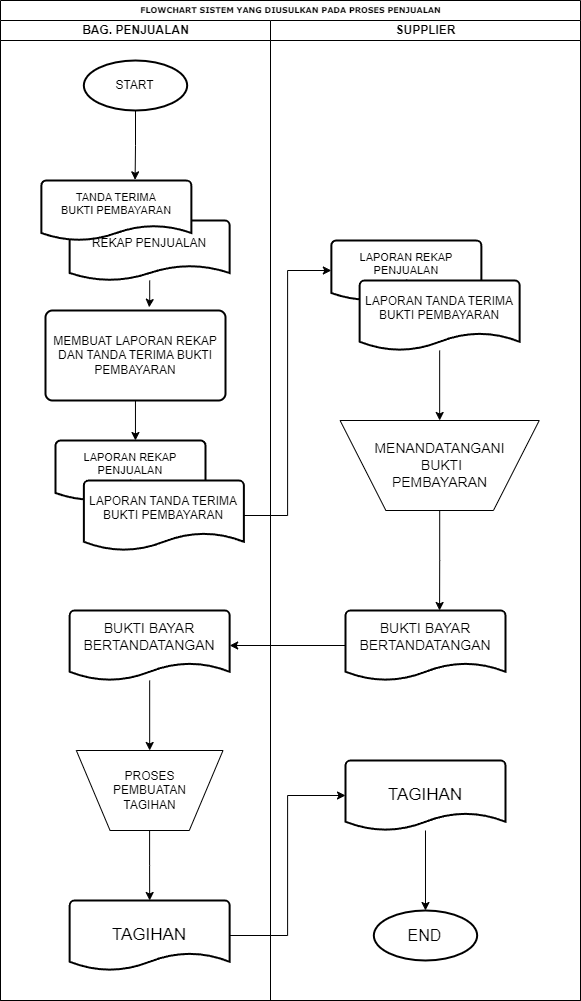 FLOWCHART SISTEM YANG DIUSULKAN PADA PROSES PENJUALAN
BAG. PENJUALAN
SUPPLIER
START
TANDA TERIMA
BUKTI PEMBAYARAN
REKAP PENJUALAN
MEMBUAT LAPORAN REKAP
DAN TANDA TERIMA BUKTI
PEMBAYARAN
LAPORAN REKAP
PENJUALAN
LAPORAN TANDA TERIMA
BUKTI PEMBAYARAN
LAPORAN REKAP
PENJUALAN
LAPORAN TANDA TERIMA
BUKTI PEMBAYARAN
MENANDATANGANI
BUKTI
PEMBAYARAN
BUKTI BAYAR
BERTANDATANGAN
BUKTI BAYAR
BERTANDATANGAN
PROSES
PEMBUATAN
TAGIHAN
TAGIHAN
TAGIHAN
END